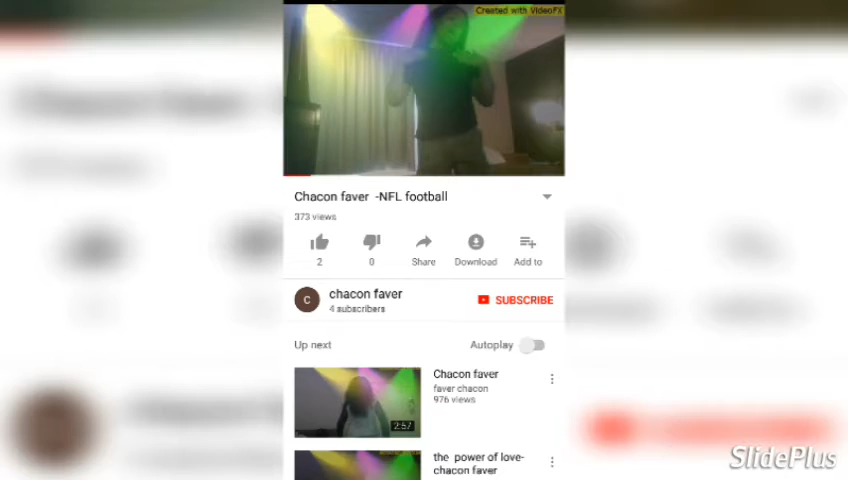 Created with VideoFX
Chacon faver -NFL football
373 views
2
0
Share
Download
Add to
C
chacon faver
4 subscribers
SUBSCRIBE
Up next
Autoplay
Chacon faver
faver chacon
976 views
2:57
the power of love-
chacon faver
SlidePlus